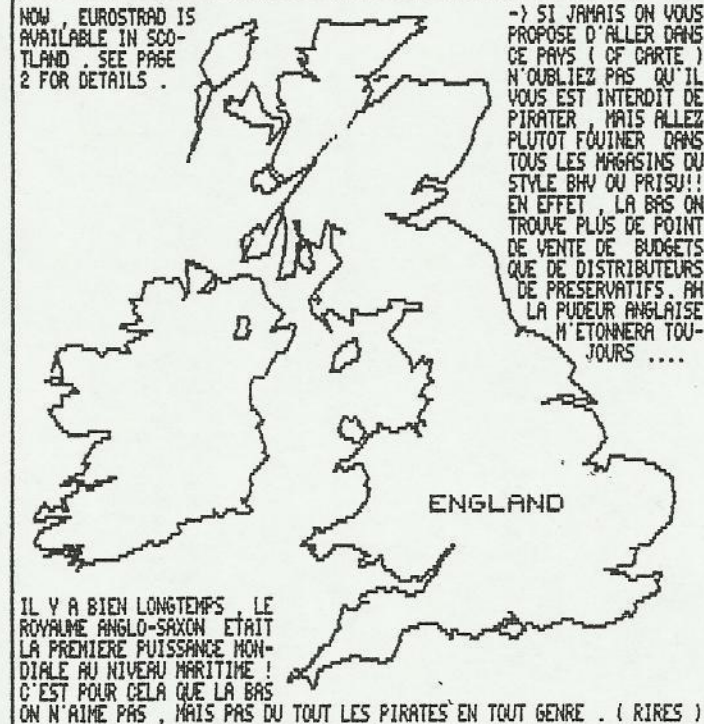 NOW , EUROSTRAD IS
AVAILABLE IN SCO-
TLAND . SEE PAGE
2 FOR DETAILS .
-> SI JAMAIS ON VOUS
PROPOSE D'ALLER DANS
CE PAYS ( CF CARTE )
N'OUBLIEZ PAS QU'IL
VOUS EST INTERDIT DE
PIRATER , MAIS ALLEZ
PLUTOT FOUINER DANS
TOUS LES MAGASINS DU
STYLE BHV OU PRISU!!
EN EFFET , LA BAS ON
TROUVE PLUS DE POINT
DE VENTE DE BUDGETS
QUE DE DISTRIBUTEURS
DE PRESERVATIFS. AH
LA PUDEUR ANGLAISE
M'ETONNERA TOU-
JOURS ....
ENGLAND
IL Y A BIEN LONGTEMPS , LE
ROYAUME ANGLO-SAXON ETAIT
LA PREMIERE PUISSANCE MON-
DIALE AU NIVEAU MARITIME !
C'EST POUR CELA QUE LA BAS
ON N'AIME PAS , MAIS PAS DU TOUT LES PIRATES EN TOUT GENRE . ( RIRES )